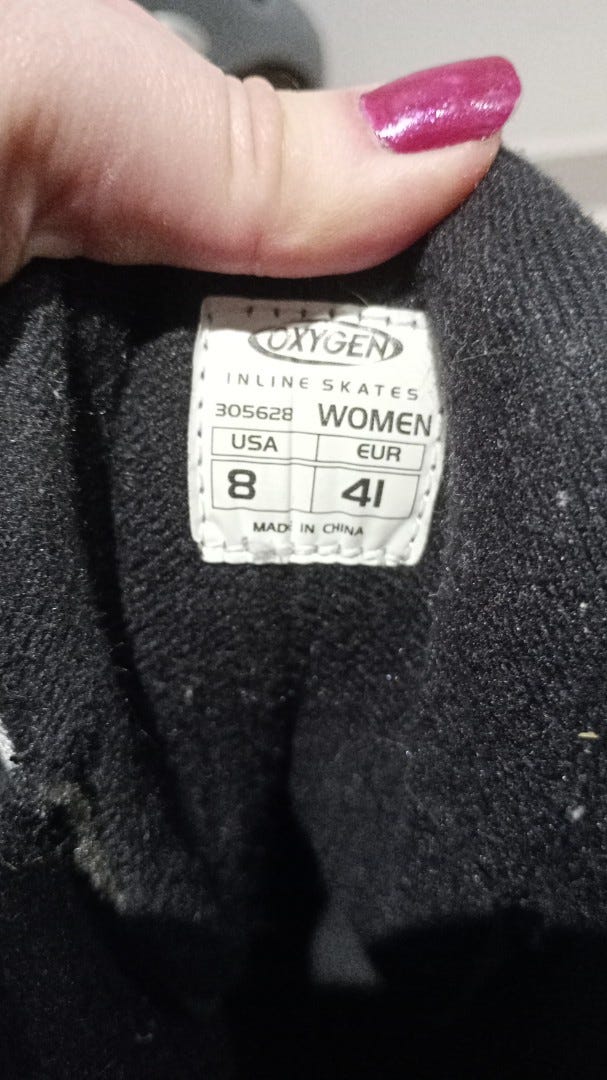 OXYGEN
INLINE SKATES
305628 WOMEN
USA EUR
8 41
MADE IN CHINA